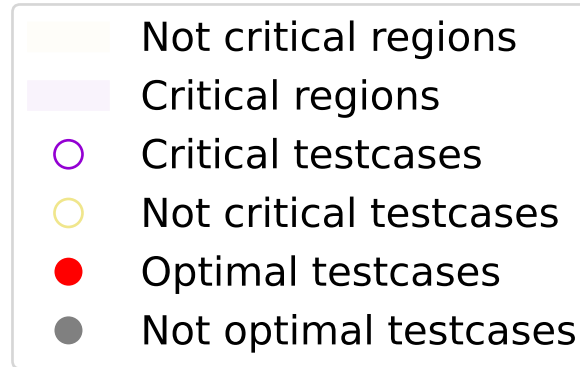 Not critical regions
Critical regions
Critical testcases
Not critical testcases
Optimal testcases
Not optimal testcases